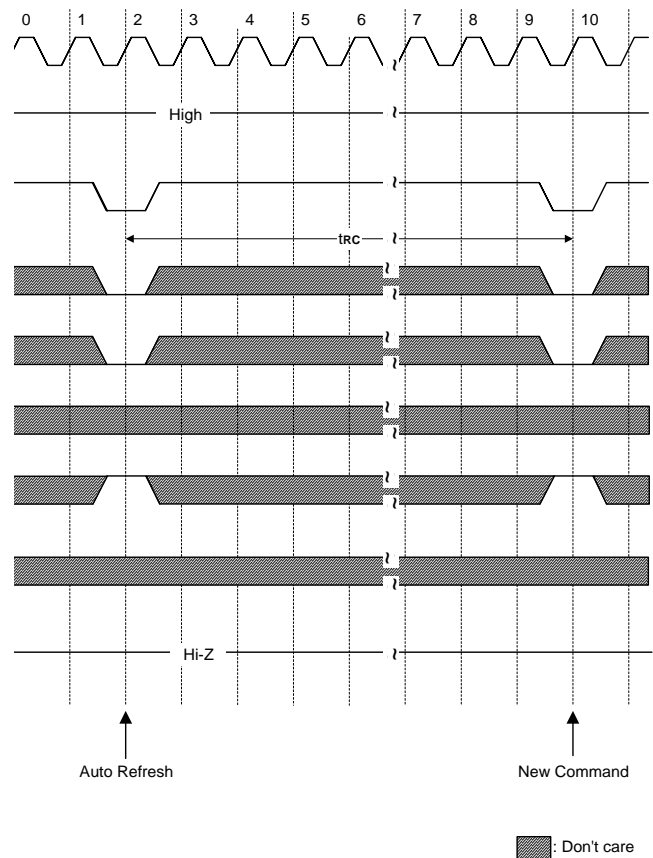 0 1 2 3 4 5 6 7 8 9 10
High
tRC
Hi-Z
Auto Refresh New Command
: Don't care